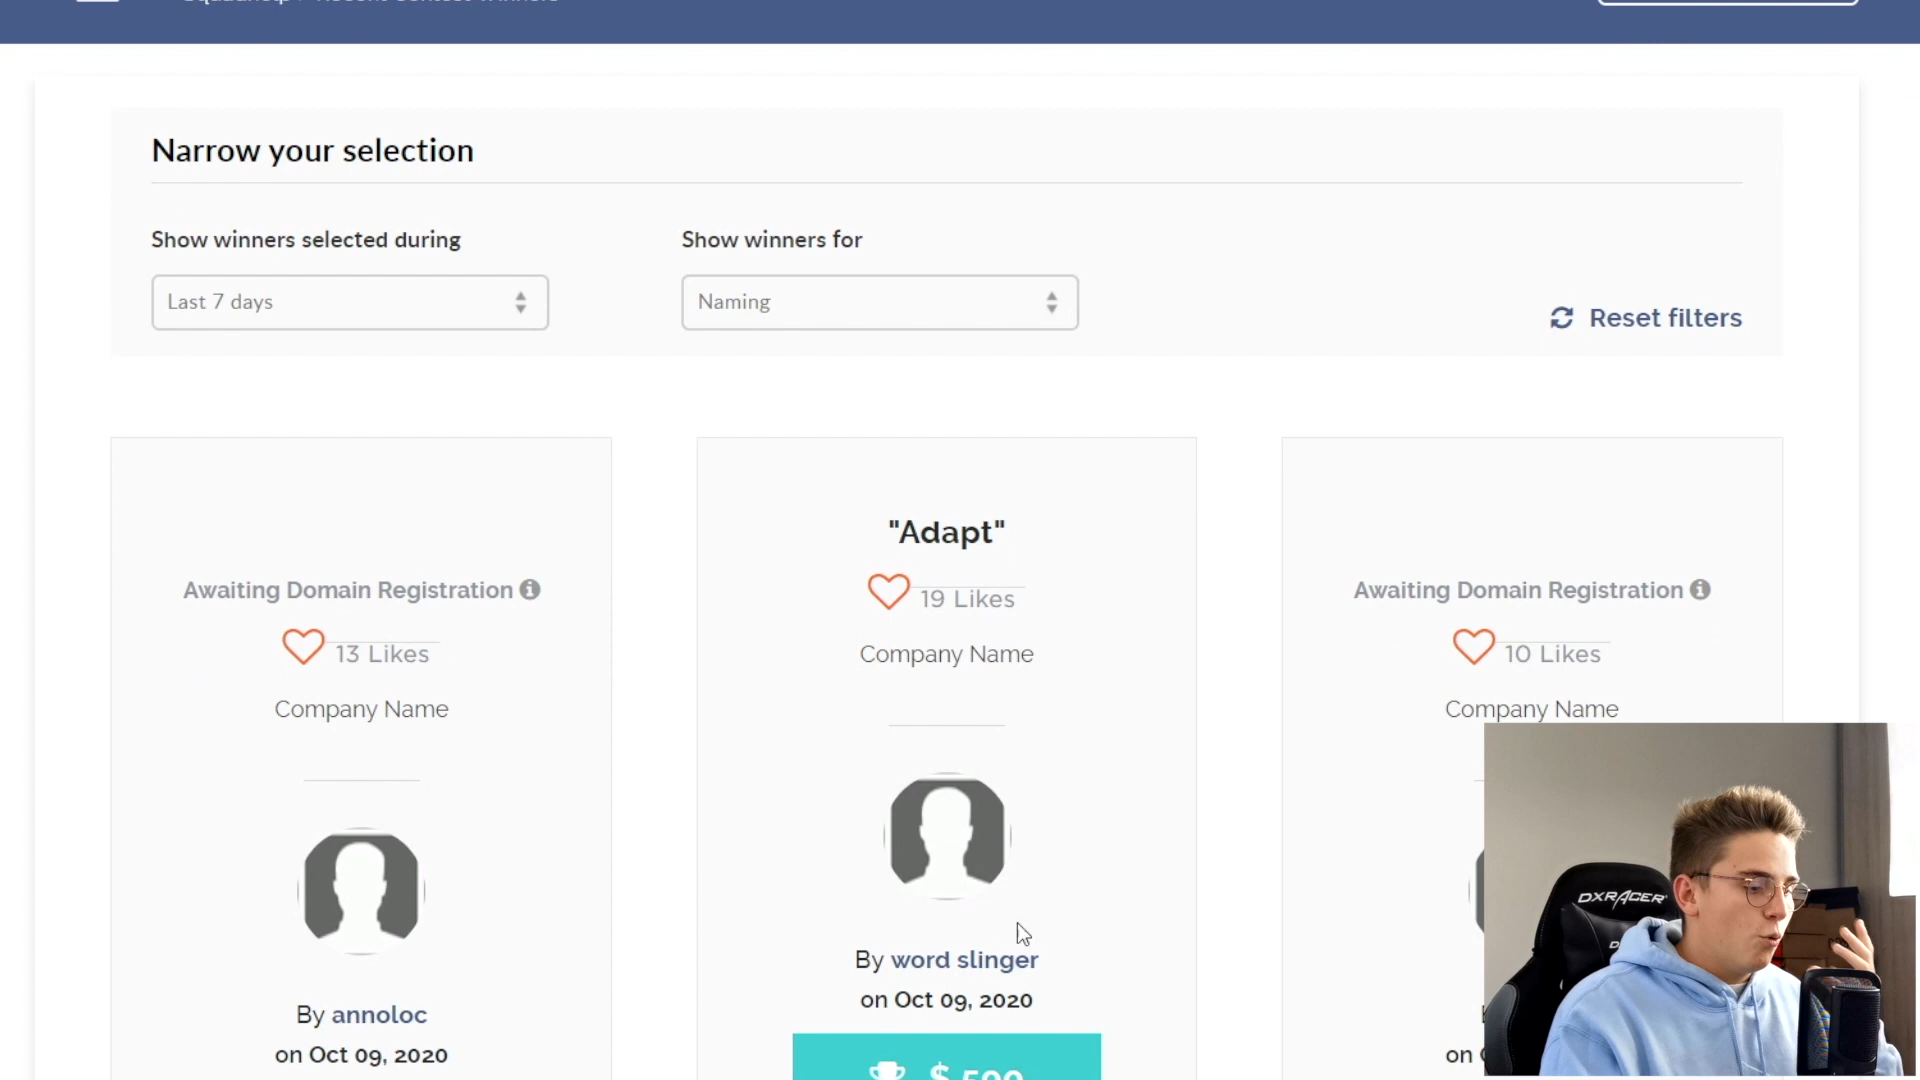 Narrow your selection
Show winners selected during
Show winners for
Last 7 days
Naming
Reset filters
Awaiting Domain Registration
13 Likes
Company Name
By annoloc
on Oct 09, 2020
"Adapt"
19 Likes
Company Name
By word slinger
on Oct 09, 2020
Awaiting Domain Registration
10 Likes
Company Name
on
DXRACER